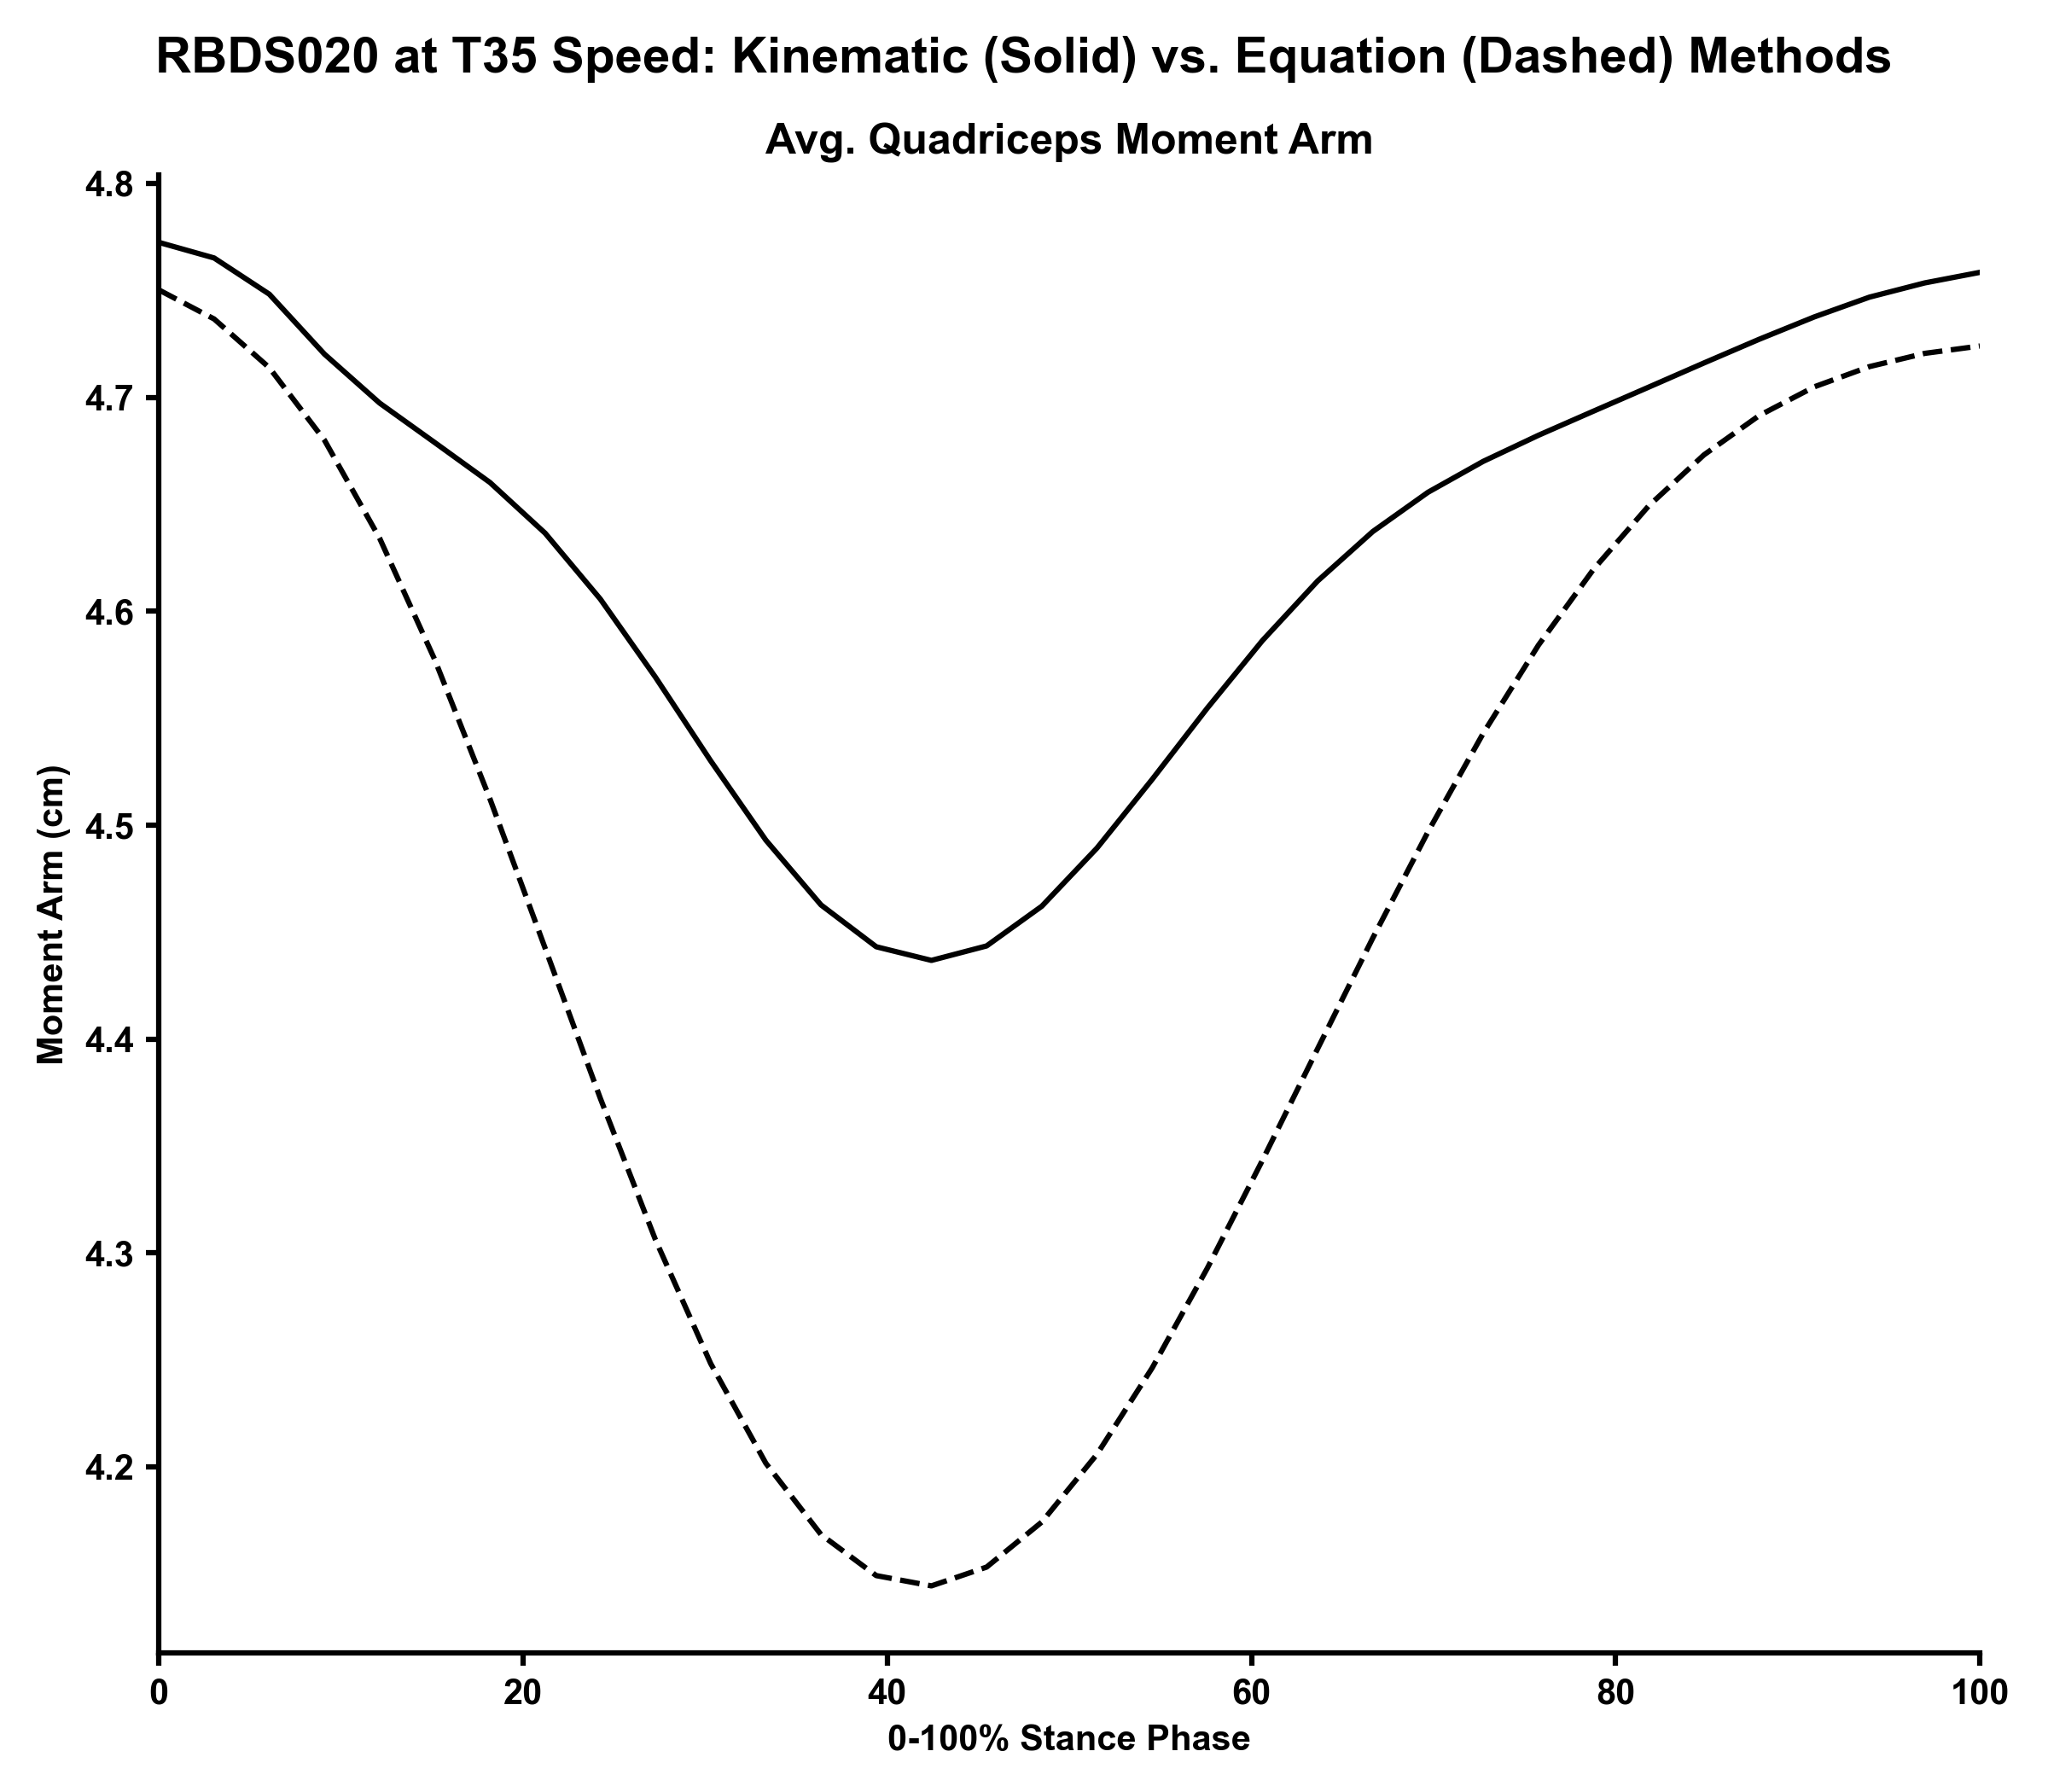 RBDS020 at T35 Speed: Kinematic (Solid) vs. Equation (Dashed) Methods
Avg. Quadriceps Moment Arm
4.8
4.7
4.6
4.5
4.4
4.3
4.2
Moment Arm (cm)
0 20 40 60 80 100
0-100% Stance Phase